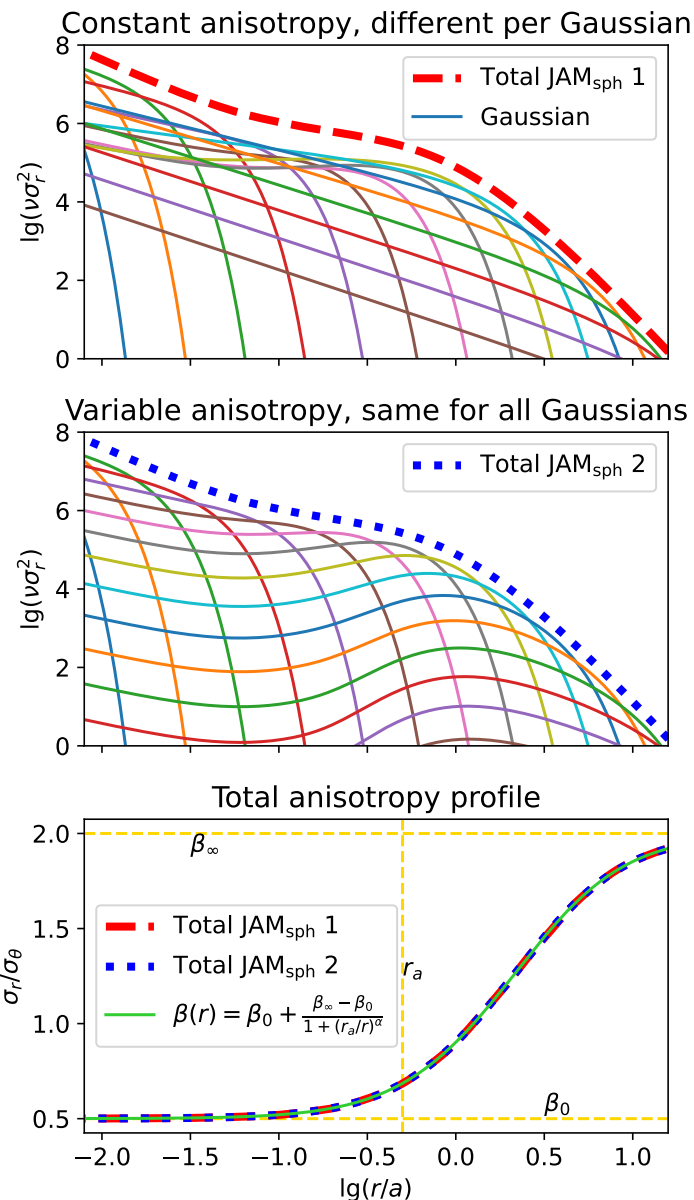 Constant anisotropy, different per Gaussian
8
6
4
2
0
lg(νσ_r^2)
Total JAM_sph 1
Gaussian
Variable anisotropy, same for all Gaussians
8
6
4
2
0
lg(νσ_r^2)
Total JAM_sph 2
Total anisotropy profile
2.0
1.5
1.0
0.5
σ_r/σ_θ
β_∞
Total JAM_sph 1
Total JAM_sph 2
β(r) = β_0 + (β_∞ − β_0)/(1 + (r_a/r)^α)
r_a
β_0
−2.0 −1.5 −1.0 −0.5 0.0 0.5 1.0
lg(r/a)